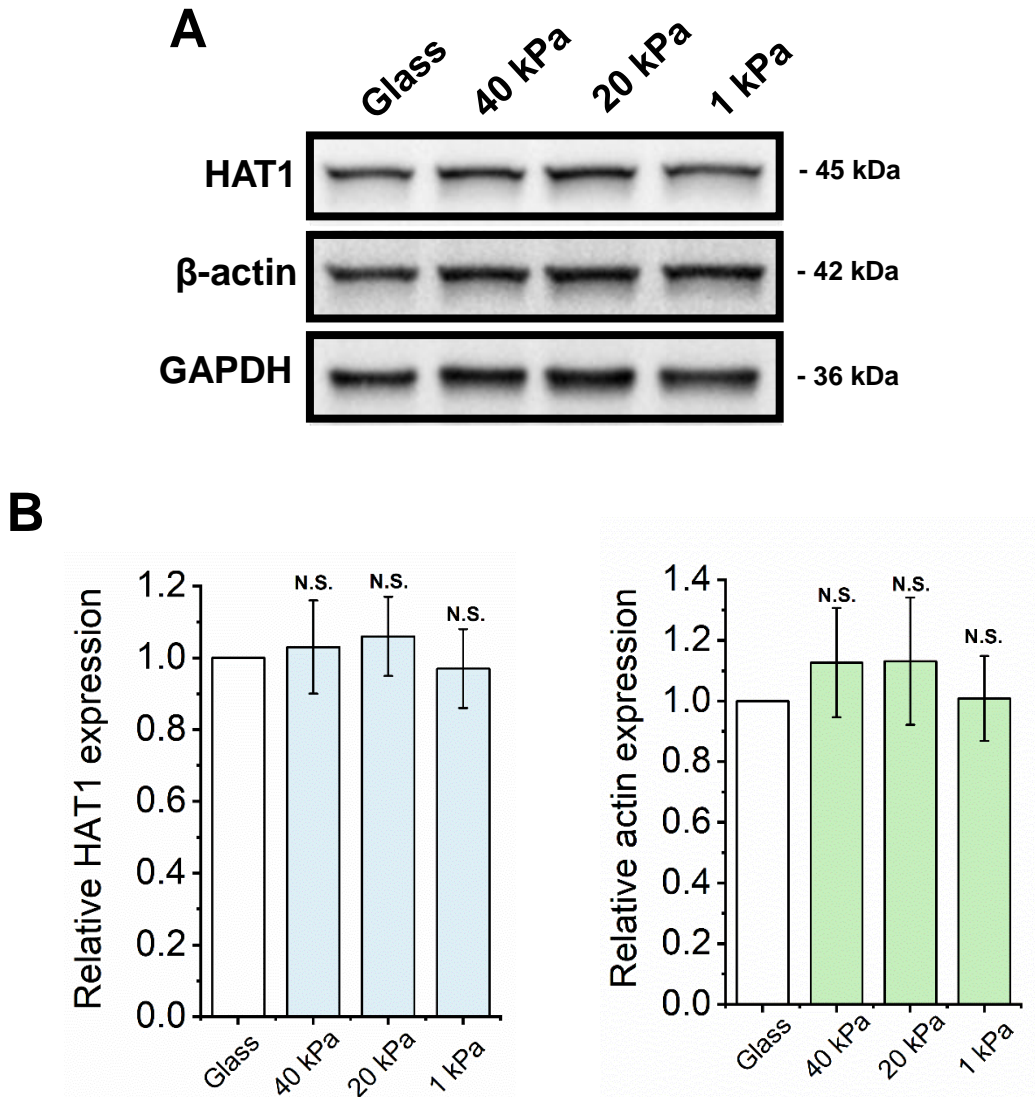 A
Glass
40 kPa
20 kPa
1 kPa
HAT1
- 45 kDa
β-actin
- 42 kDa
GAPDH
- 36 kDa
B
Relative HAT1 expression
1.2
1.0
0.8
0.6
0.4
0.2
0.0
N.S.
N.S.
N.S.
Glass
40 kPa
20 kPa
1 kPa
Relative actin expression
1.4
1.2
1.0
0.8
0.6
0.4
0.2
0.0
N.S.
N.S.
N.S.
Glass
40 kPa
20 kPa
1 kPa